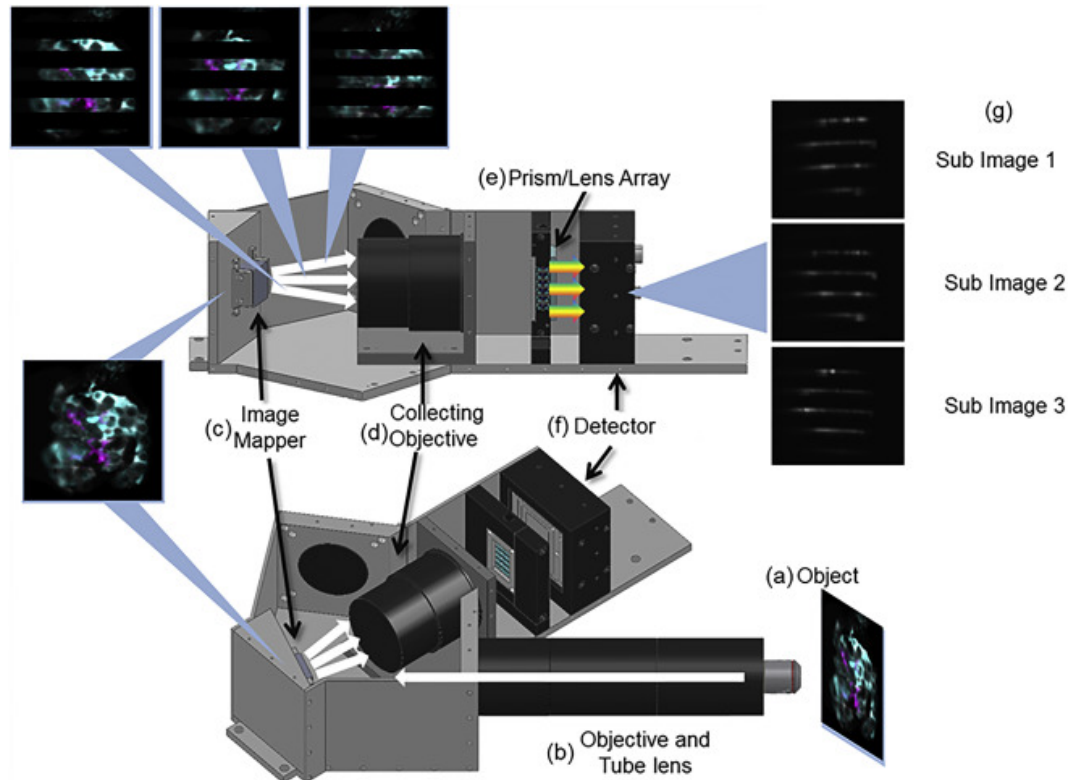 (g)
Sub Image 1
(e) Prism/Lens Array
Sub Image 2
Sub Image 3
(c) Image
Mapper
(d) Collecting
Objective
(f) Detector
(a) Object
(b) Objective and
Tube lens